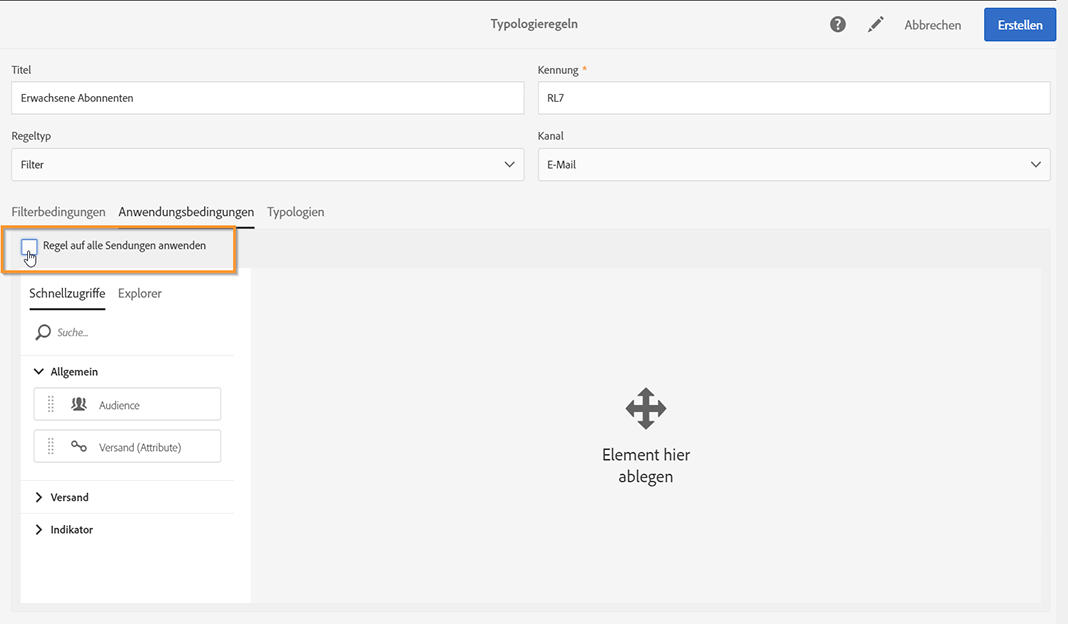 Typologieregeln
Abbrechen
Erstellen
Titel
Kennung *
Erwachsene Abonnenten
RL7
Regeltyp
Kanal
Filter
E-Mail
Filterbedingungen Anwendungsbedingungen Typologien
Regel auf alle Sendungen anwenden
Schnellzugriffe Explorer
Suche...
Allgemein
Audience
Versand (Attribute)
Versand
Indikator
Element hier
ablegen